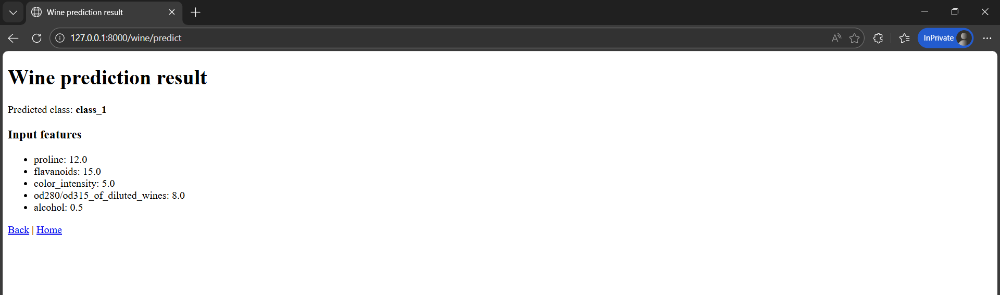 Wine prediction result
127.0.0.1:8000/wine/predict
InPrivate
Wine prediction result
Predicted class: class_1
Input features
• proline: 12.0
• flavanoids: 15.0
• color_intensity: 5.0
• od280/od315_of_diluted_wines: 8.0
• alcohol: 0.5
Back | Home